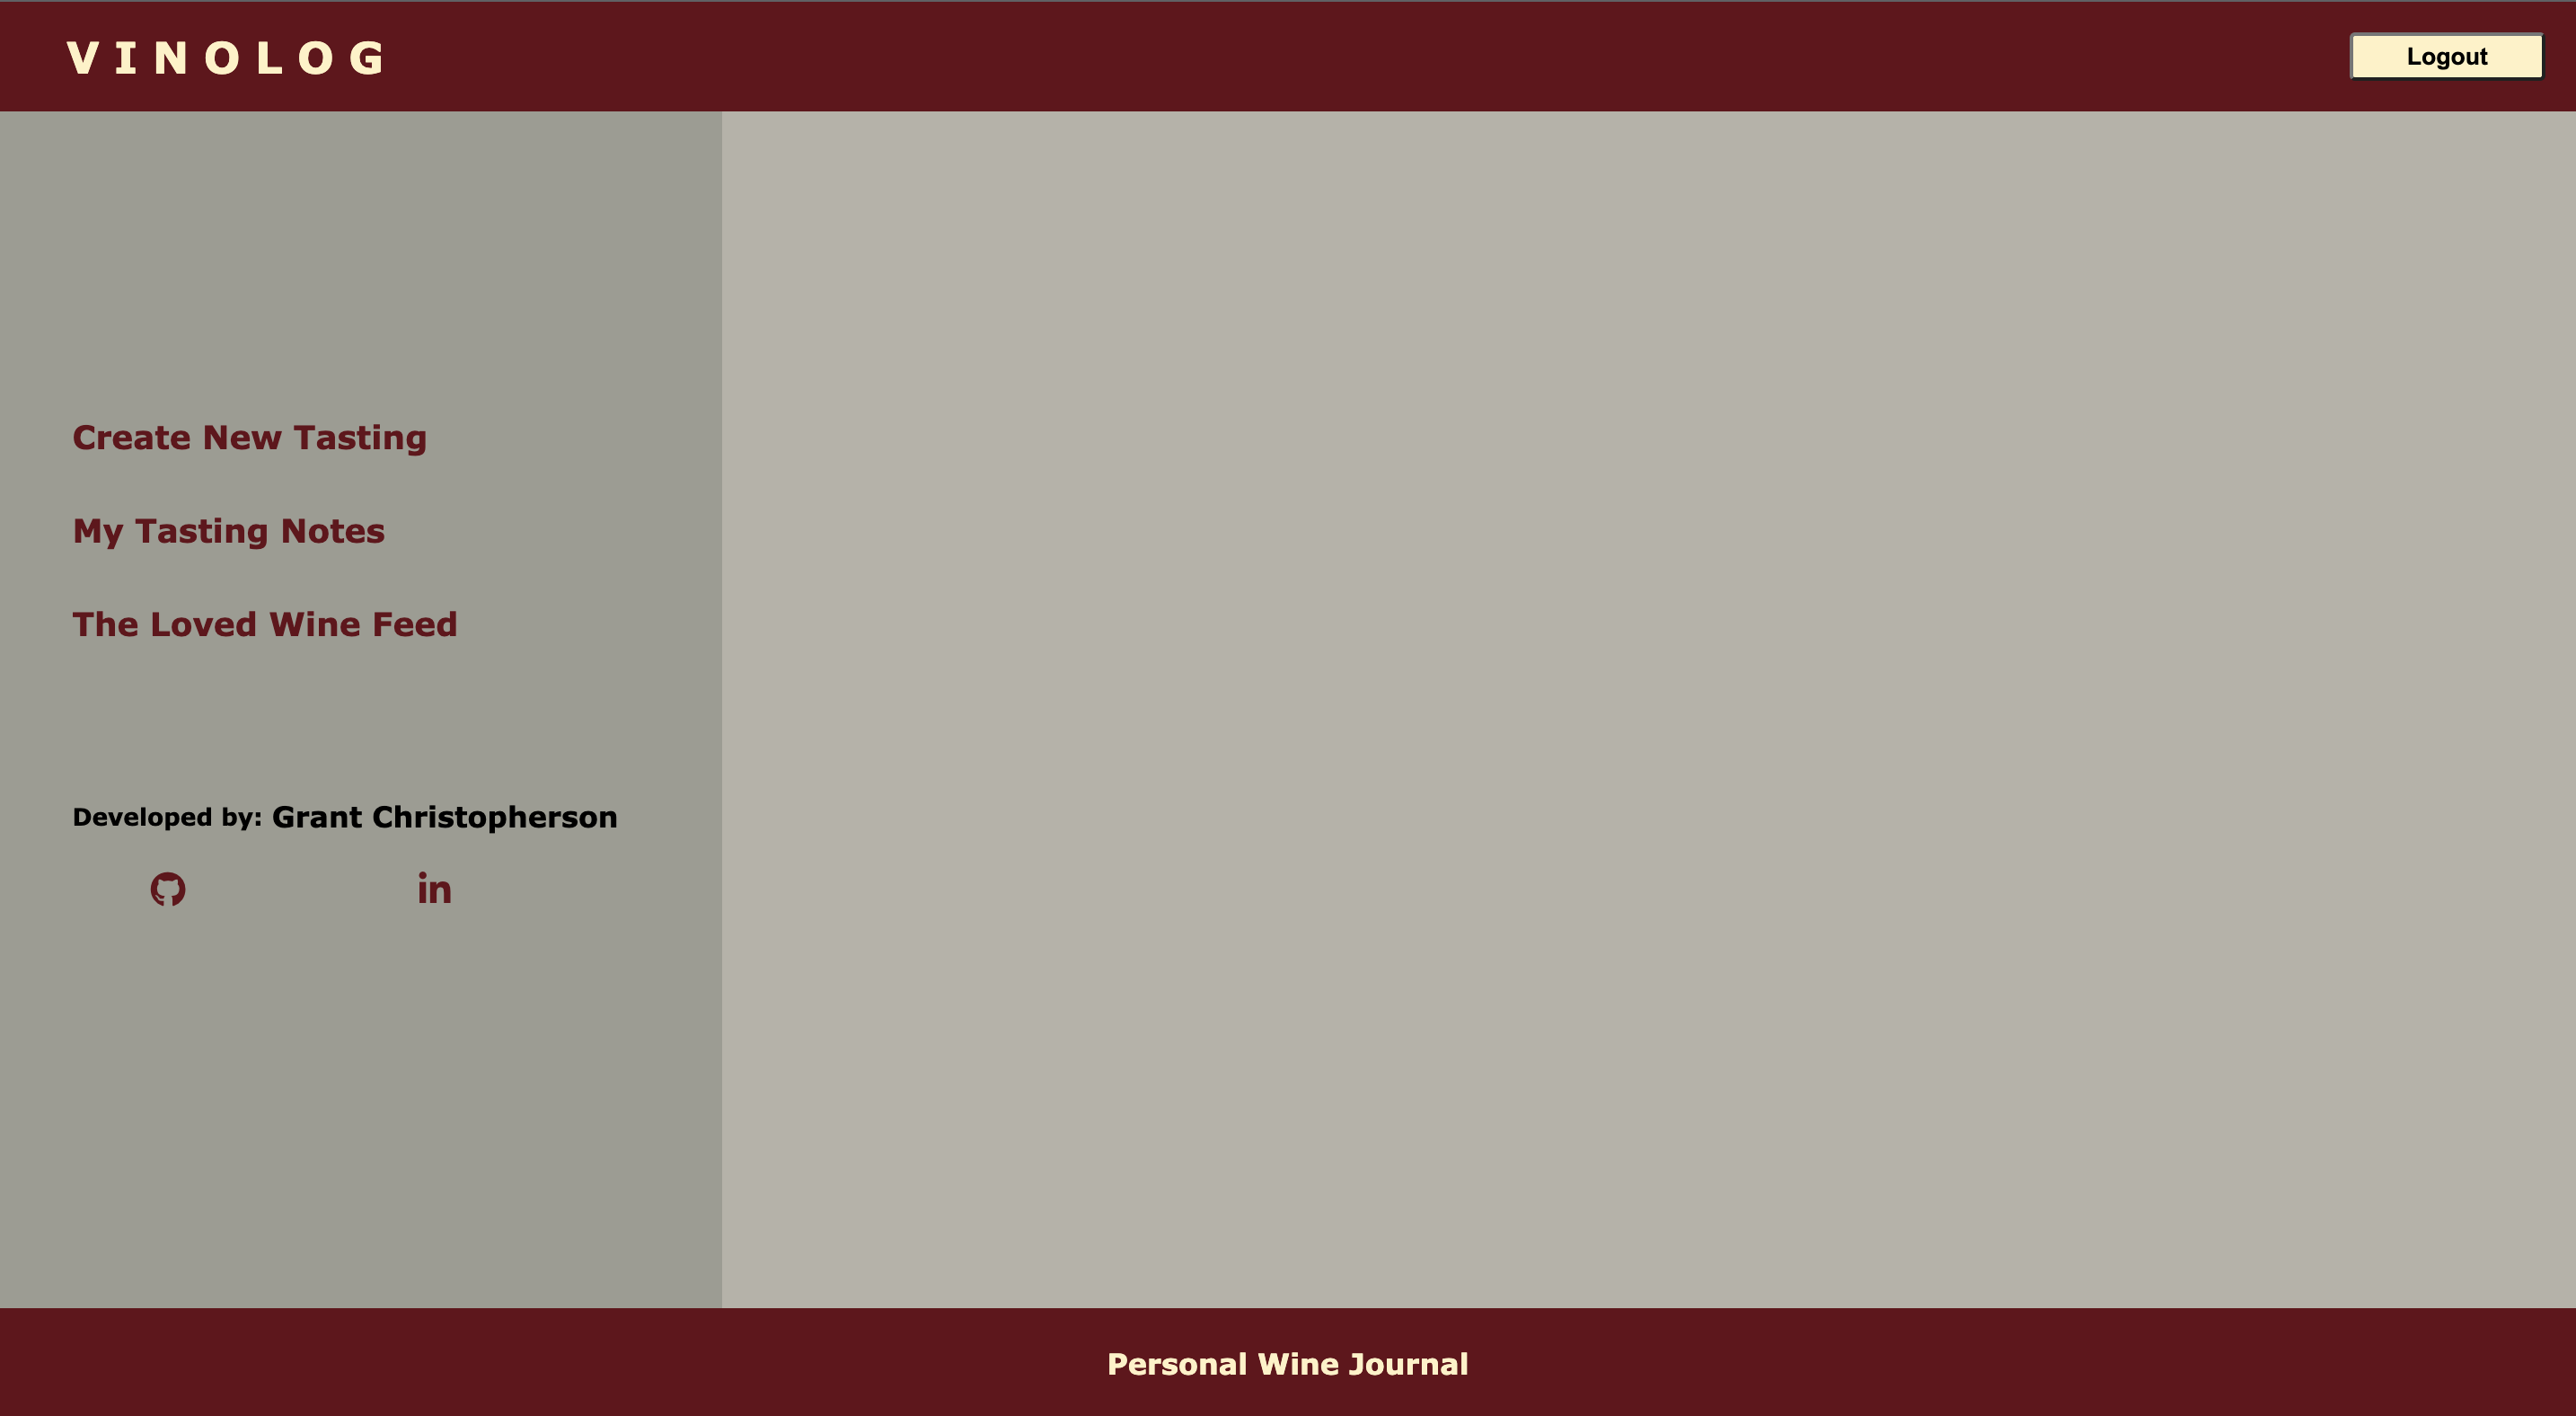 VINOLOG
Logout
Create New Tasting
My Tasting Notes
The Loved Wine Feed
Developed by: Grant Christopherson
in
Personal Wine Journal